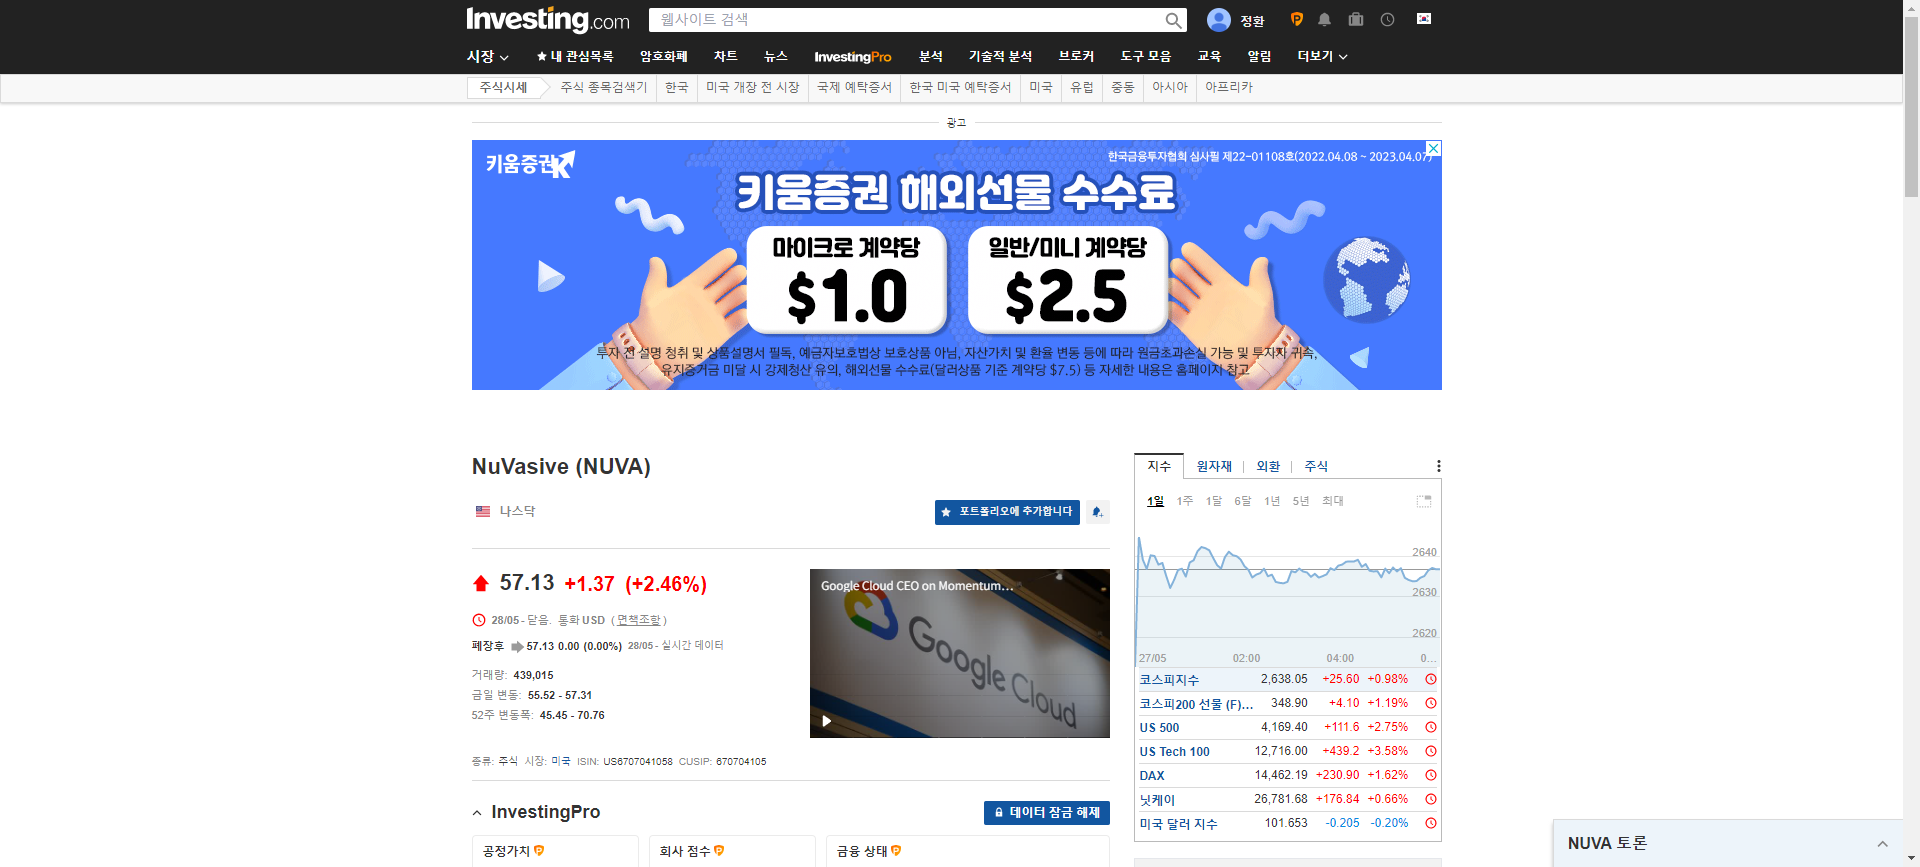 Investing.com
웹사이트 검색
정환
시장
내 관심목록
암호화폐
차트
뉴스
InvestingPro
분석
기술적 분석
브로커
도구 모음
교육
알림
더보기
주식시세
주식 종목검색기
한국
미국 개장 전 시장
국제 예탁증서
한국 미국 예탁증서
미국
유럽
중동
아시아
아프리카
광고
키움증권
한국금융투자협회 심사필 제22-01108호(2022.04.08 ~ 2023.04.07)
키움증권 해외선물 수수료
마이크로 계약당
$1.0
일반/미니 계약당
$2.5
투자 전 설명 청취 및 상품설명서 필독, 예금자보호법상 보호상품 아님, 자산가치 및 환율 변동 등에 따라 원금초과손실 가능 및 투자자 귀속,
유지증거금 미달 시 강제청산 유의, 해외선물 수수료(달러상품 기준 계약당 $7.5) 등 자세한 내용은 홈페이지 참고
NuVasive (NUVA)
나스닥
포트폴리오에 추가합니다
57.13 +1.37 (+2.46%)
28/05 - 닫음. 통화 USD ( 면책조항 )
폐장후 57.13 0.00 (0.00%) 28/05 - 실시간 데이터
거래량: 439,015
금일 변동: 55.52 - 57.31
52주 변동폭: 45.45 - 70.76
Google Cloud CEO on Momentum...
Google Cloud
종류: 주식 시장: 미국 ISIN: US6707041058 CUSIP: 670704105
InvestingPro
데이터 잠금 해제
공정가치
회사 점수
금융 상태
지수
원자재
외환
주식
1일 1주 1달 6달 1년 5년 최대
2640
2630
2620
27/05 02:00 04:00 0...
코스피지수 2,638.05 +25.60 +0.98%
코스피200 선물 (F)... 348.90 +4.10 +1.19%
US 500 4,169.40 +111.6 +2.75%
US Tech 100 12,716.00 +439.2 +3.58%
DAX 14,462.19 +230.90 +1.62%
닛케이 26,781.68 +176.84 +0.66%
미국 달러 지수 101.653 -0.205 -0.20%
NUVA 토론